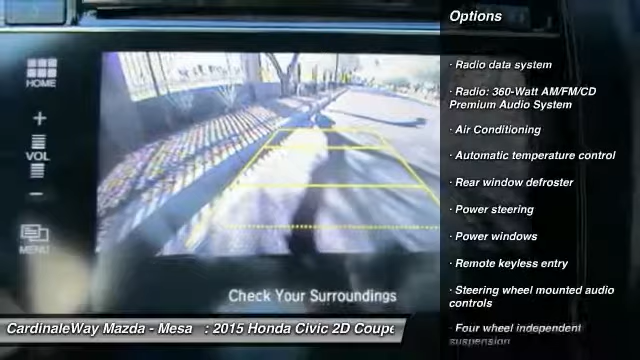 Options
HOME
+
VOL
−
MENU
Check Your Surroundings
· Radio data system
· Radio: 360-Watt AM/FM/CD
Premium Audio System
· Air Conditioning
· Automatic temperature control
· Rear window defroster
· Power steering
· Power windows
· Remote keyless entry
· Steering wheel mounted audio
controls
· Four wheel independent
suspension
CardinaleWay Mazda - Mesa : 2015 Honda Civic 2D Coupe